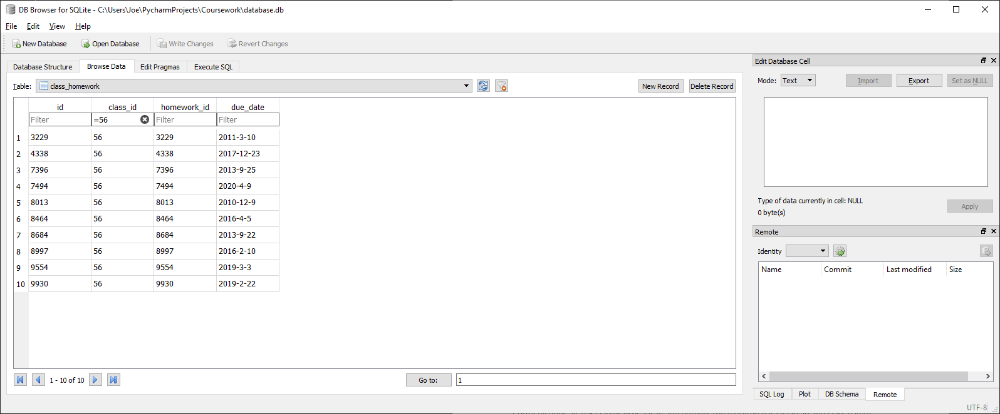 DB Browser for SQLite - C:\Users\Joe\PycharmProjects\Coursework\database.db
File Edit View Help
New Database Open Database Write Changes Revert Changes
Database Structure Browse Data Edit Pragmas Execute SQL
Table: class_homework New Record Delete Record
id class_id homework_id due_date
Filter =56 Filter Filter
1 3229 56 3229 2011-3-10
2 4338 56 4338 2017-12-23
3 7396 56 7396 2013-9-25
4 7494 56 7494 2020-4-9
5 8013 56 8013 2010-12-9
6 8464 56 8464 2016-4-5
7 8684 56 8684 2013-9-22
8 8997 56 8997 2016-2-10
9 9554 56 9554 2019-3-3
10 9930 56 9930 2019-2-22
1 - 10 of 10 Go to: 1
Edit Database Cell
Mode: Text Import Export Set as NULL
Type of data currently in cell: NULL
0 byte(s)
Apply
Remote
Identity
Name Commit Last modified Size
SQL Log Plot DB Schema Remote
UTF-8